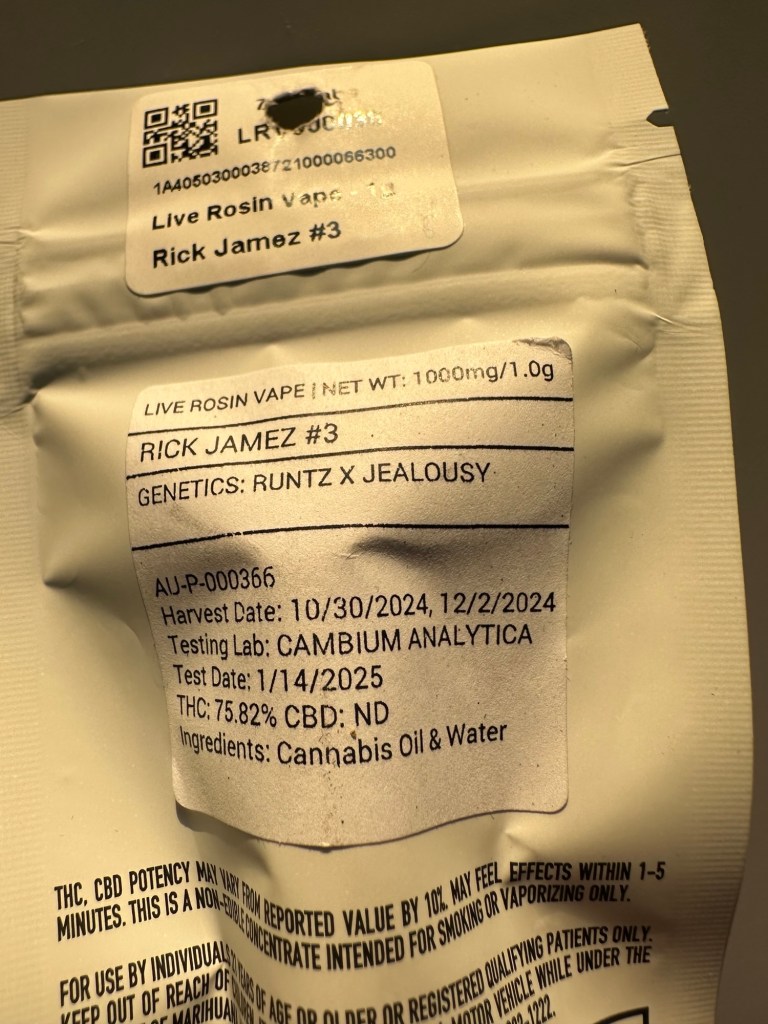 1A4050300038721000066300
Live Rosin Vape
Rick Jamez #3
LIVE ROSIN VAPE | NET WT: 1000mg/1.0g
RICK JAMEZ #3
GENETICS: RUNTZ X JEALOUSY
AU-P-000366
Harvest Date: 10/30/2024, 12/2/2024
Testing Lab: CAMBIUM ANALYTICA
Test Date: 1/14/2025
THC: 75.82% CBD: ND
Ingredients: Cannabis Oil & Water
THC, CBD POTENCY MAY VARY FROM REPORTED VALUE BY 10%. MAY FEEL EFFECTS WITHIN 1-5
MINUTES. THIS IS A NON-EDIBLE CONCENTRATE INTENDED FOR SMOKING OR VAPORIZING ONLY.
FOR USE BY INDIVIDUALS 21 YEARS OF AGE OR OLDER OR REGISTERED QUALIFYING PATIENTS ONLY.
KEEP OUT OF REACH OF MOTOR VEHICLE WHILE UNDER THE